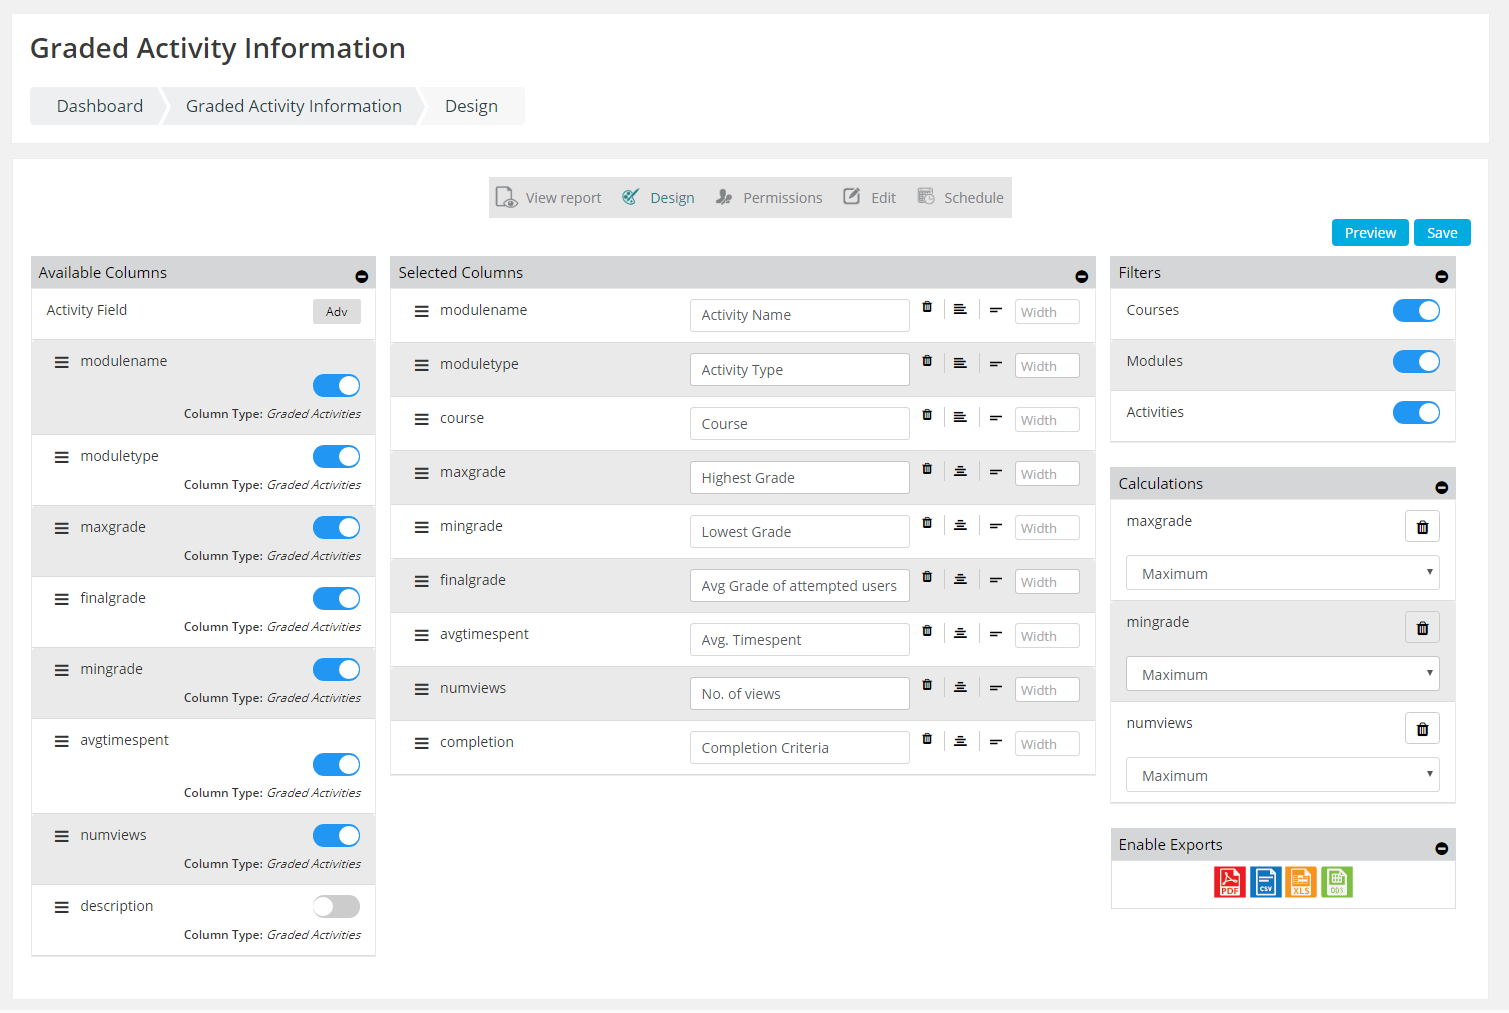 Graded Activity Information
Dashboard
Graded Activity Information
Design
View report
Design
Permissions
Edit
Schedule
Preview
Save
Available Columns
Activity Field
Adv
modulename
Column Type: Graded Activities
moduletype
Column Type: Graded Activities
maxgrade
Column Type: Graded Activities
finalgrade
Column Type: Graded Activities
mingrade
Column Type: Graded Activities
avgtimespent
Column Type: Graded Activities
numviews
Column Type: Graded Activities
description
Column Type: Graded Activities
Selected Columns
modulename
Activity Name
Width
moduletype
Activity Type
Width
course
Course
Width
maxgrade
Highest Grade
Width
mingrade
Lowest Grade
Width
finalgrade
Avg Grade of attempted users
Width
avgtimespent
Avg. Timespent
Width
numviews
No. of views
Width
completion
Completion Criteria
Width
Filters
Courses
Modules
Activities
Calculations
maxgrade
Maximum
mingrade
Maximum
numviews
Maximum
Enable Exports
PDF
CSV
XLS
ODS